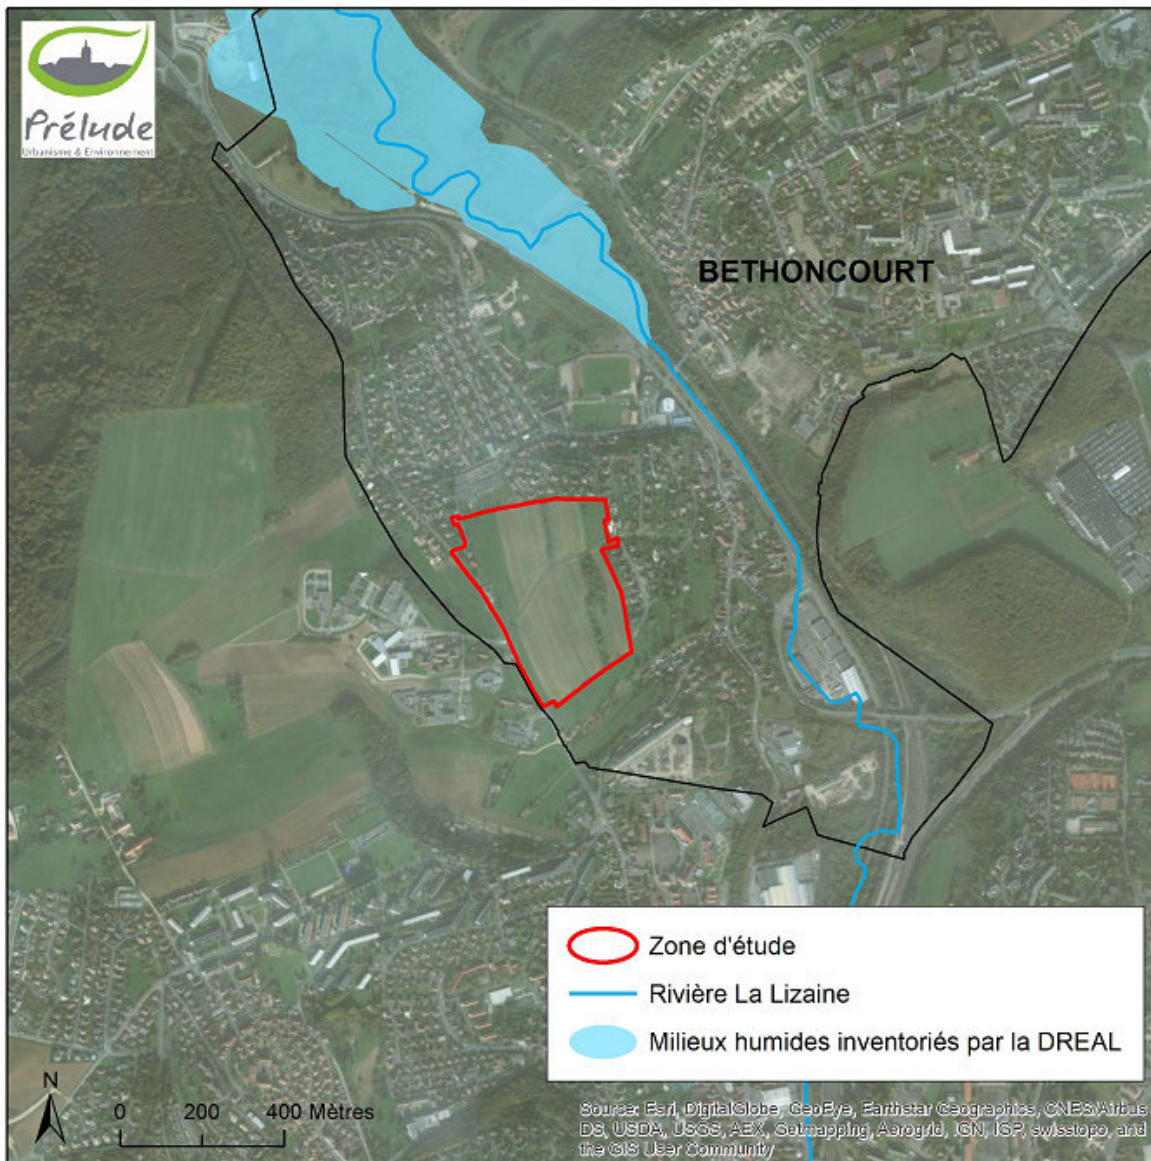 Prélude
Urbanisme & Environnement
BETHONCOURT
Zone d'étude
Rivière La Lizaine
Milieux humides inventoriés par la DREAL
N
0 200 400 Mètres
Source: Esri, DigitalGlobe, GeoEye, Earthstar Geographics, CNES/Airbus
DS, USDA, USGS, AEX, Getmapping, Aerogrid, IGN, IGP, swisstopo, and
the GIS User Community